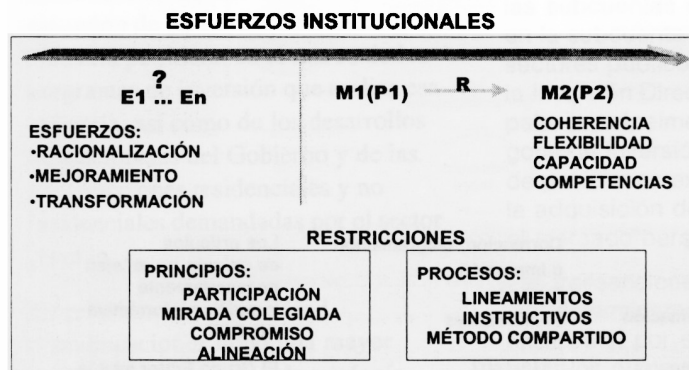 ESFUERZOS INSTITUCIONALES
?
E1 ... En
M1(P1) R M2(P2)
ESFUERZOS:
•RACIONALIZACIÓN
•MEJORAMIENTO
•TRANSFORMACIÓN
COHERENCIA
FLEXIBILIDAD
CAPACIDAD
COMPETENCIAS
RESTRICCIONES
PRINCIPIOS:
PARTICIPACIÓN
MIRADA COLEGIADA
COMPROMISO
ALINEACIÓN
PROCESOS:
LINEAMIENTOS
INSTRUCTIVOS
MÉTODO COMPARTIDO